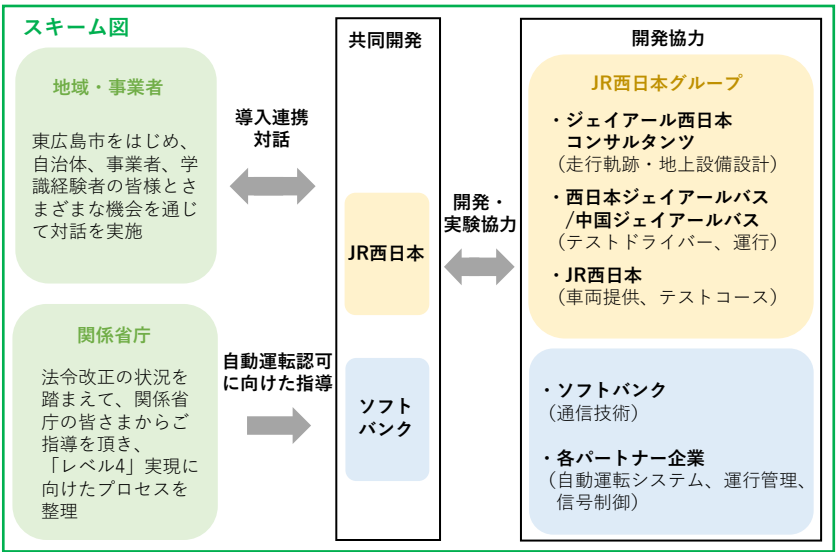 スキーム図
地域・事業者
東広島市をはじめ、
自治体、事業者、学
識経験者の皆様とさ
まざまな機会を通じ
て対話を実施
関係省庁
法令改正の状況を
踏まえて、関係省
庁の皆さまからご
指導を頂き、
「レベル4」実現に
向けたプロセスを
整理
導入連携
対話
自動運転認可
に向けた指導
共同開発
JR西日本
ソフト
バンク
開発・
実験協力
開発協力
JR西日本グループ
・ジェイアール西日本
コンサルタンツ
（走行軌跡・地上設備設計）
・西日本ジェイアールバス
/中国ジェイアールバス
（テストドライバー、運行）
・JR西日本
（車両提供、テストコース）
・ソフトバンク
（通信技術）
・各パートナー企業
（自動運転システム、運行管理、
信号制御）